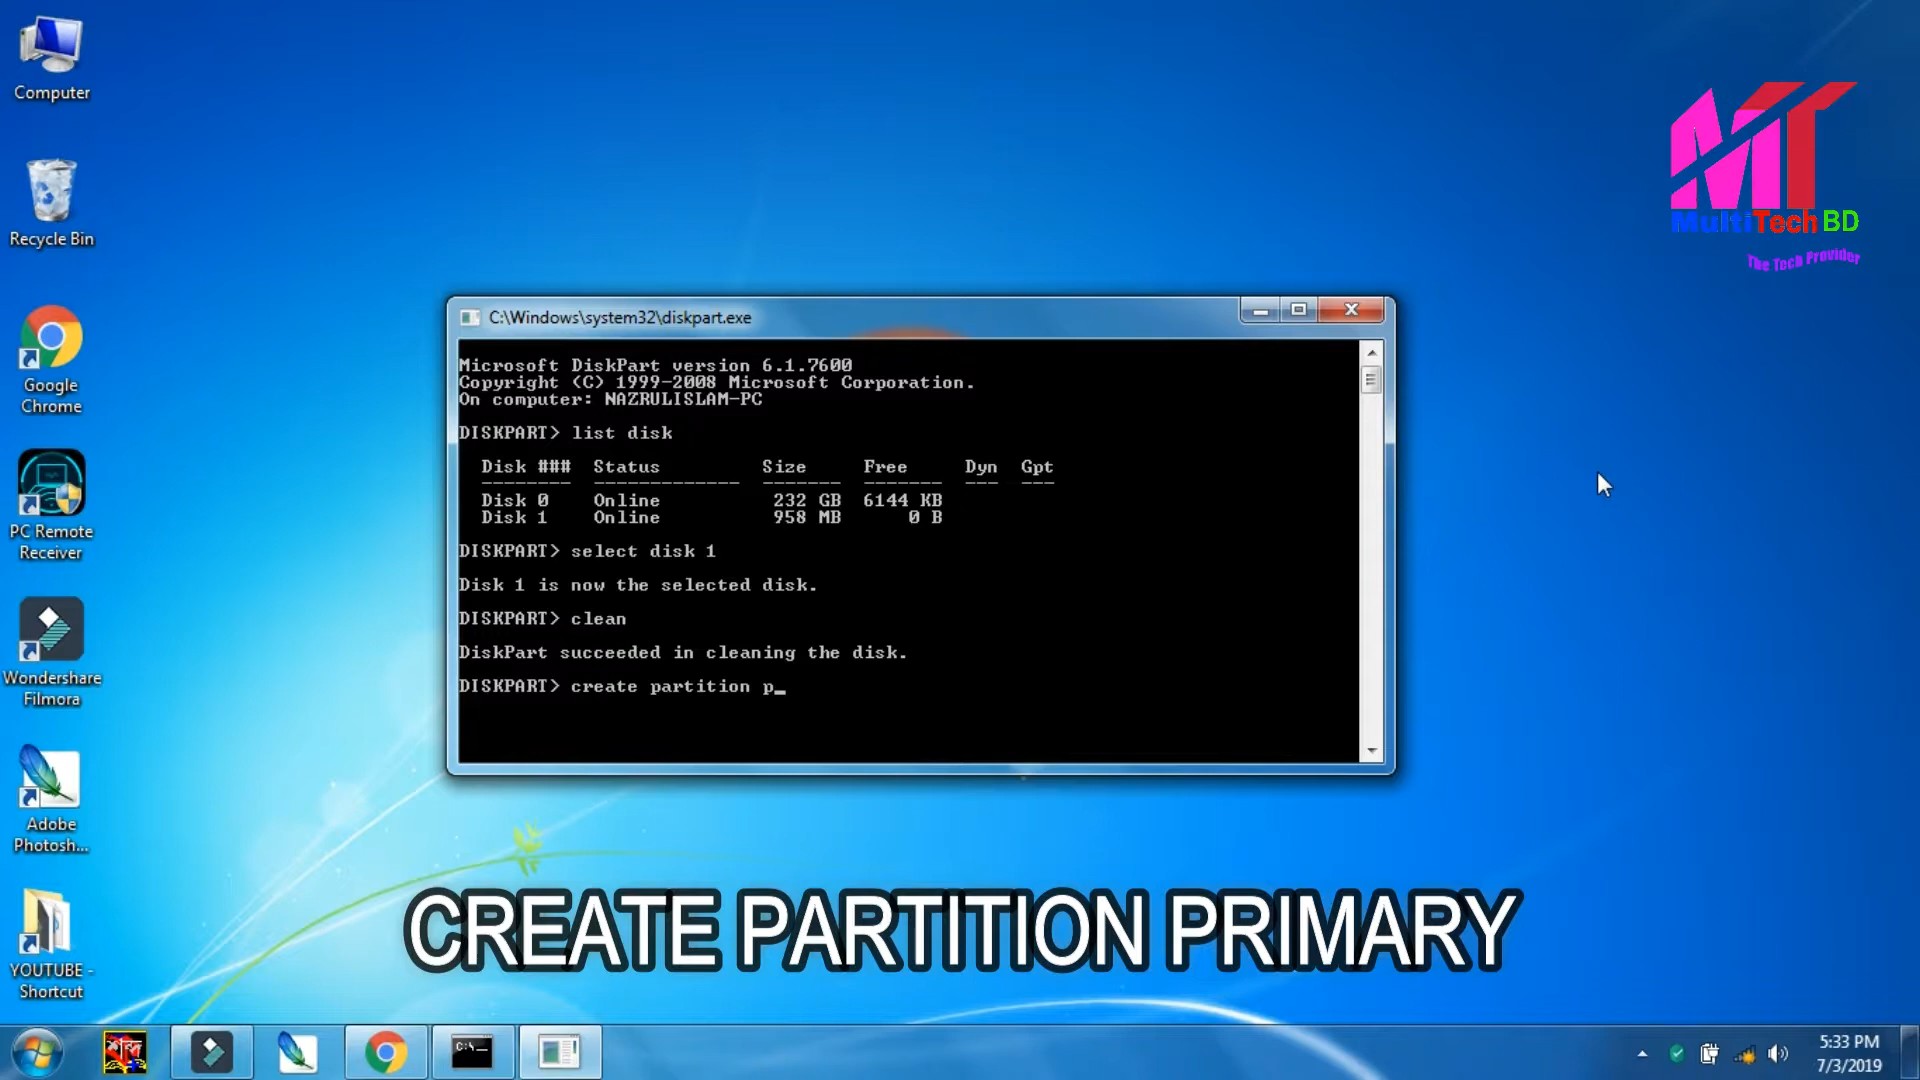 Computer
Recycle Bin
Google
Chrome
PC Remote
Receiver
Wondershare
Filmora
Adobe
Photosh...
YOUTUBE -
Shortcut
MT
MultiTech BD
The Tech Provider
C:\Windows\system32\diskpart.exe
Microsoft DiskPart version 6.1.7600
Copyright (C) 1999-2008 Microsoft Corporation.
On computer: NAZRULISLAM-PC
DISKPART> list disk
Disk ### Status Size Free Dyn Gpt
-------- ------------- ------- ------- --- ---
Disk 0 Online 232 GB 6144 KB
Disk 1 Online 958 MB 0 B
DISKPART> select disk 1
Disk 1 is now the selected disk.
DISKPART> clean
DiskPart succeeded in cleaning the disk.
DISKPART> create partition p_
CREATE PARTITION PRIMARY
C:\_
5:33 PM
7/3/2019